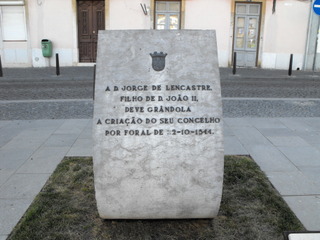 A D. JORGE DE LENCASTRE,
FILHO DE D. JOÃO II,
DEVE GRÂNDOLA
A CRIAÇÃO DO SEU CONCELHO
POR FORAL DE 22-10-1544.